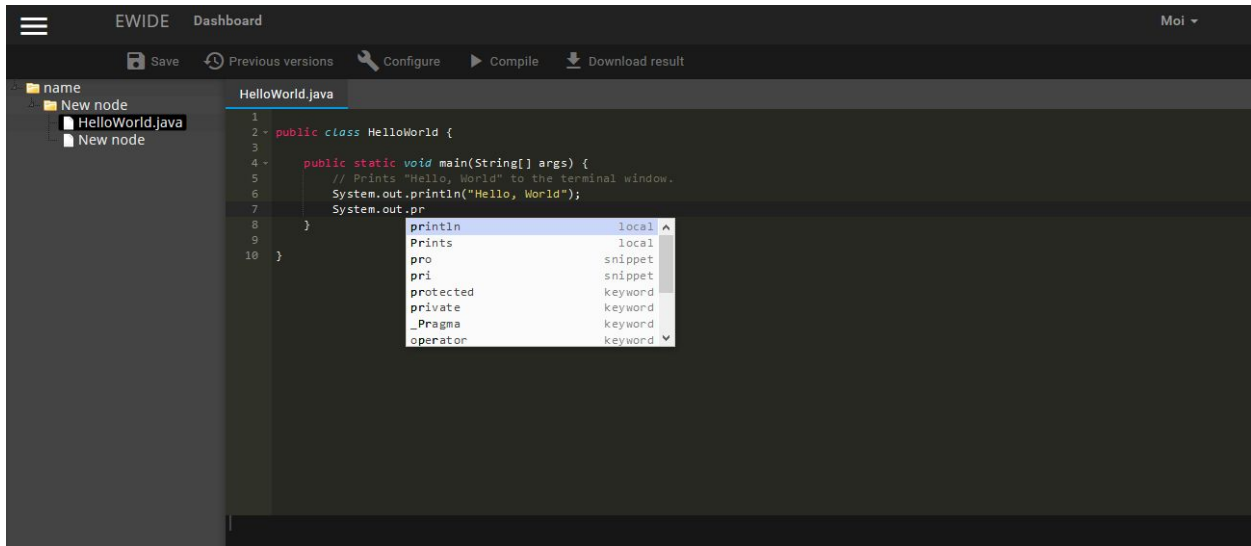 EWIDE Dashboard Moi
Save Previous versions Configure Compile Download result
name
New node
HelloWorld.java
New node
HelloWorld.java
1
2 public class HelloWorld {
3
4 public static void main(String[] args) {
5 // Prints "Hello, World" to the terminal window.
6 System.out.println("Hello, World");
7 System.out.pr
8 }
9
10 }
println local
Prints local
pro snippet
pri snippet
protected keyword
private keyword
_Pragma keyword
operator keyword